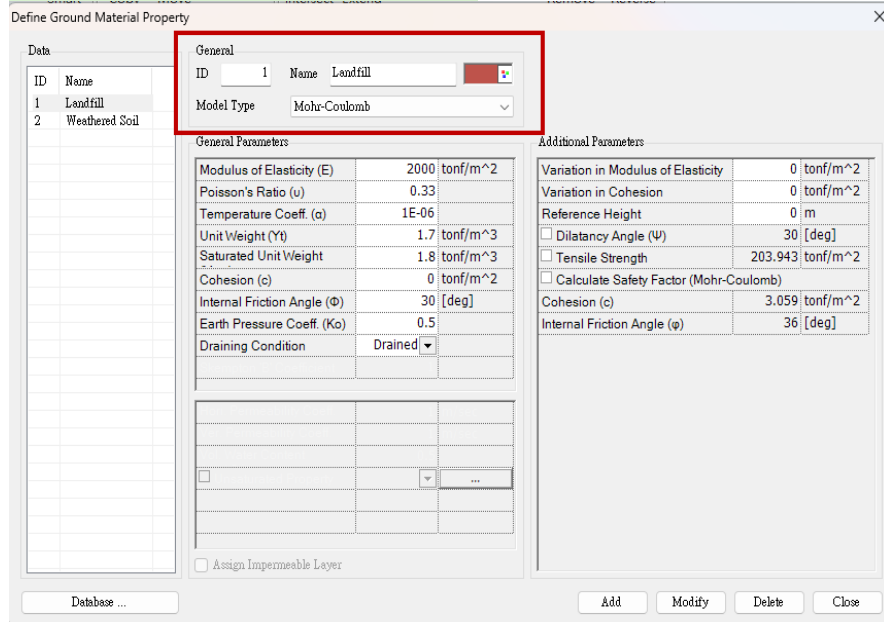 Define Ground Material Property
Data
ID Name
1 Landfill
2 Weathered Soil
General
ID 1 Name Landfill
Model Type Mohr-Coulomb
General Parameters
Modulus of Elasticity (E) 2000 tonf/m^2
Poisson's Ratio (υ) 0.33
Temperature Coeff. (α) 1E-06
Unit Weight (Yt) 1.7 tonf/m^3
Saturated Unit Weight 1.8 tonf/m^3
Cohesion (c) 0 tonf/m^2
Internal Friction Angle (Φ) 30 [deg]
Earth Pressure Coeff. (Ko) 0.5
Draining Condition Drained
...
Assign Impermeable Layer
Additional Parameters
Variation in Modulus of Elasticity 0 tonf/m^2
Variation in Cohesion 0 tonf/m^2
Reference Height 0 m
Dilatancy Angle (Ψ) 30 [deg]
Tensile Strength 203.943 tonf/m^2
Calculate Safety Factor (Mohr-Coulomb)
Cohesion (c) 3.059 tonf/m^2
Internal Friction Angle (φ) 36 [deg]
Database ...
Add Modify Delete Close